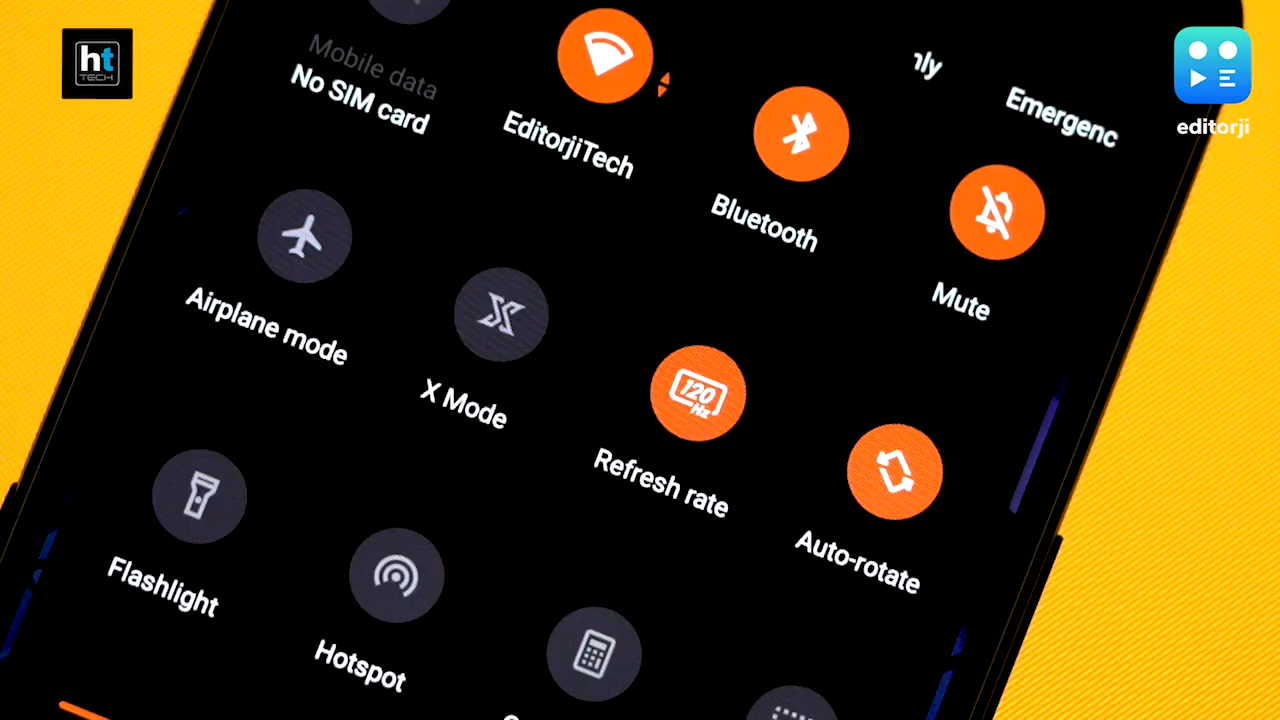 ht
TECH
editorji
Emergenc
Mobile data
No SIM card
EditorjiTech
Bluetooth
Mute
Airplane mode
X Mode
120
Hz
Refresh rate
Auto-rotate
Flashlight
Hotspot